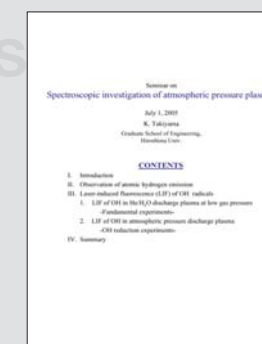 s
Seminar on
Spectroscopic investigation of atmospheric pressure plas
July 1, 2005
K. Takiyama
Graduate School of Engineering,
Hiroshima Univ.
CONTENTS
I. Introduction
II. Observation of atomic hydrogen emission
III. Laser-induced fluorescence (LIF) of OH radicals
1. LIF of OH in He/H2O discharge plasma at low gas pressure
-Fundamental experiments-
2. LIF of OH in atmospheric pressure discharge plasma
-OH reduction experiments-
IV. Summary